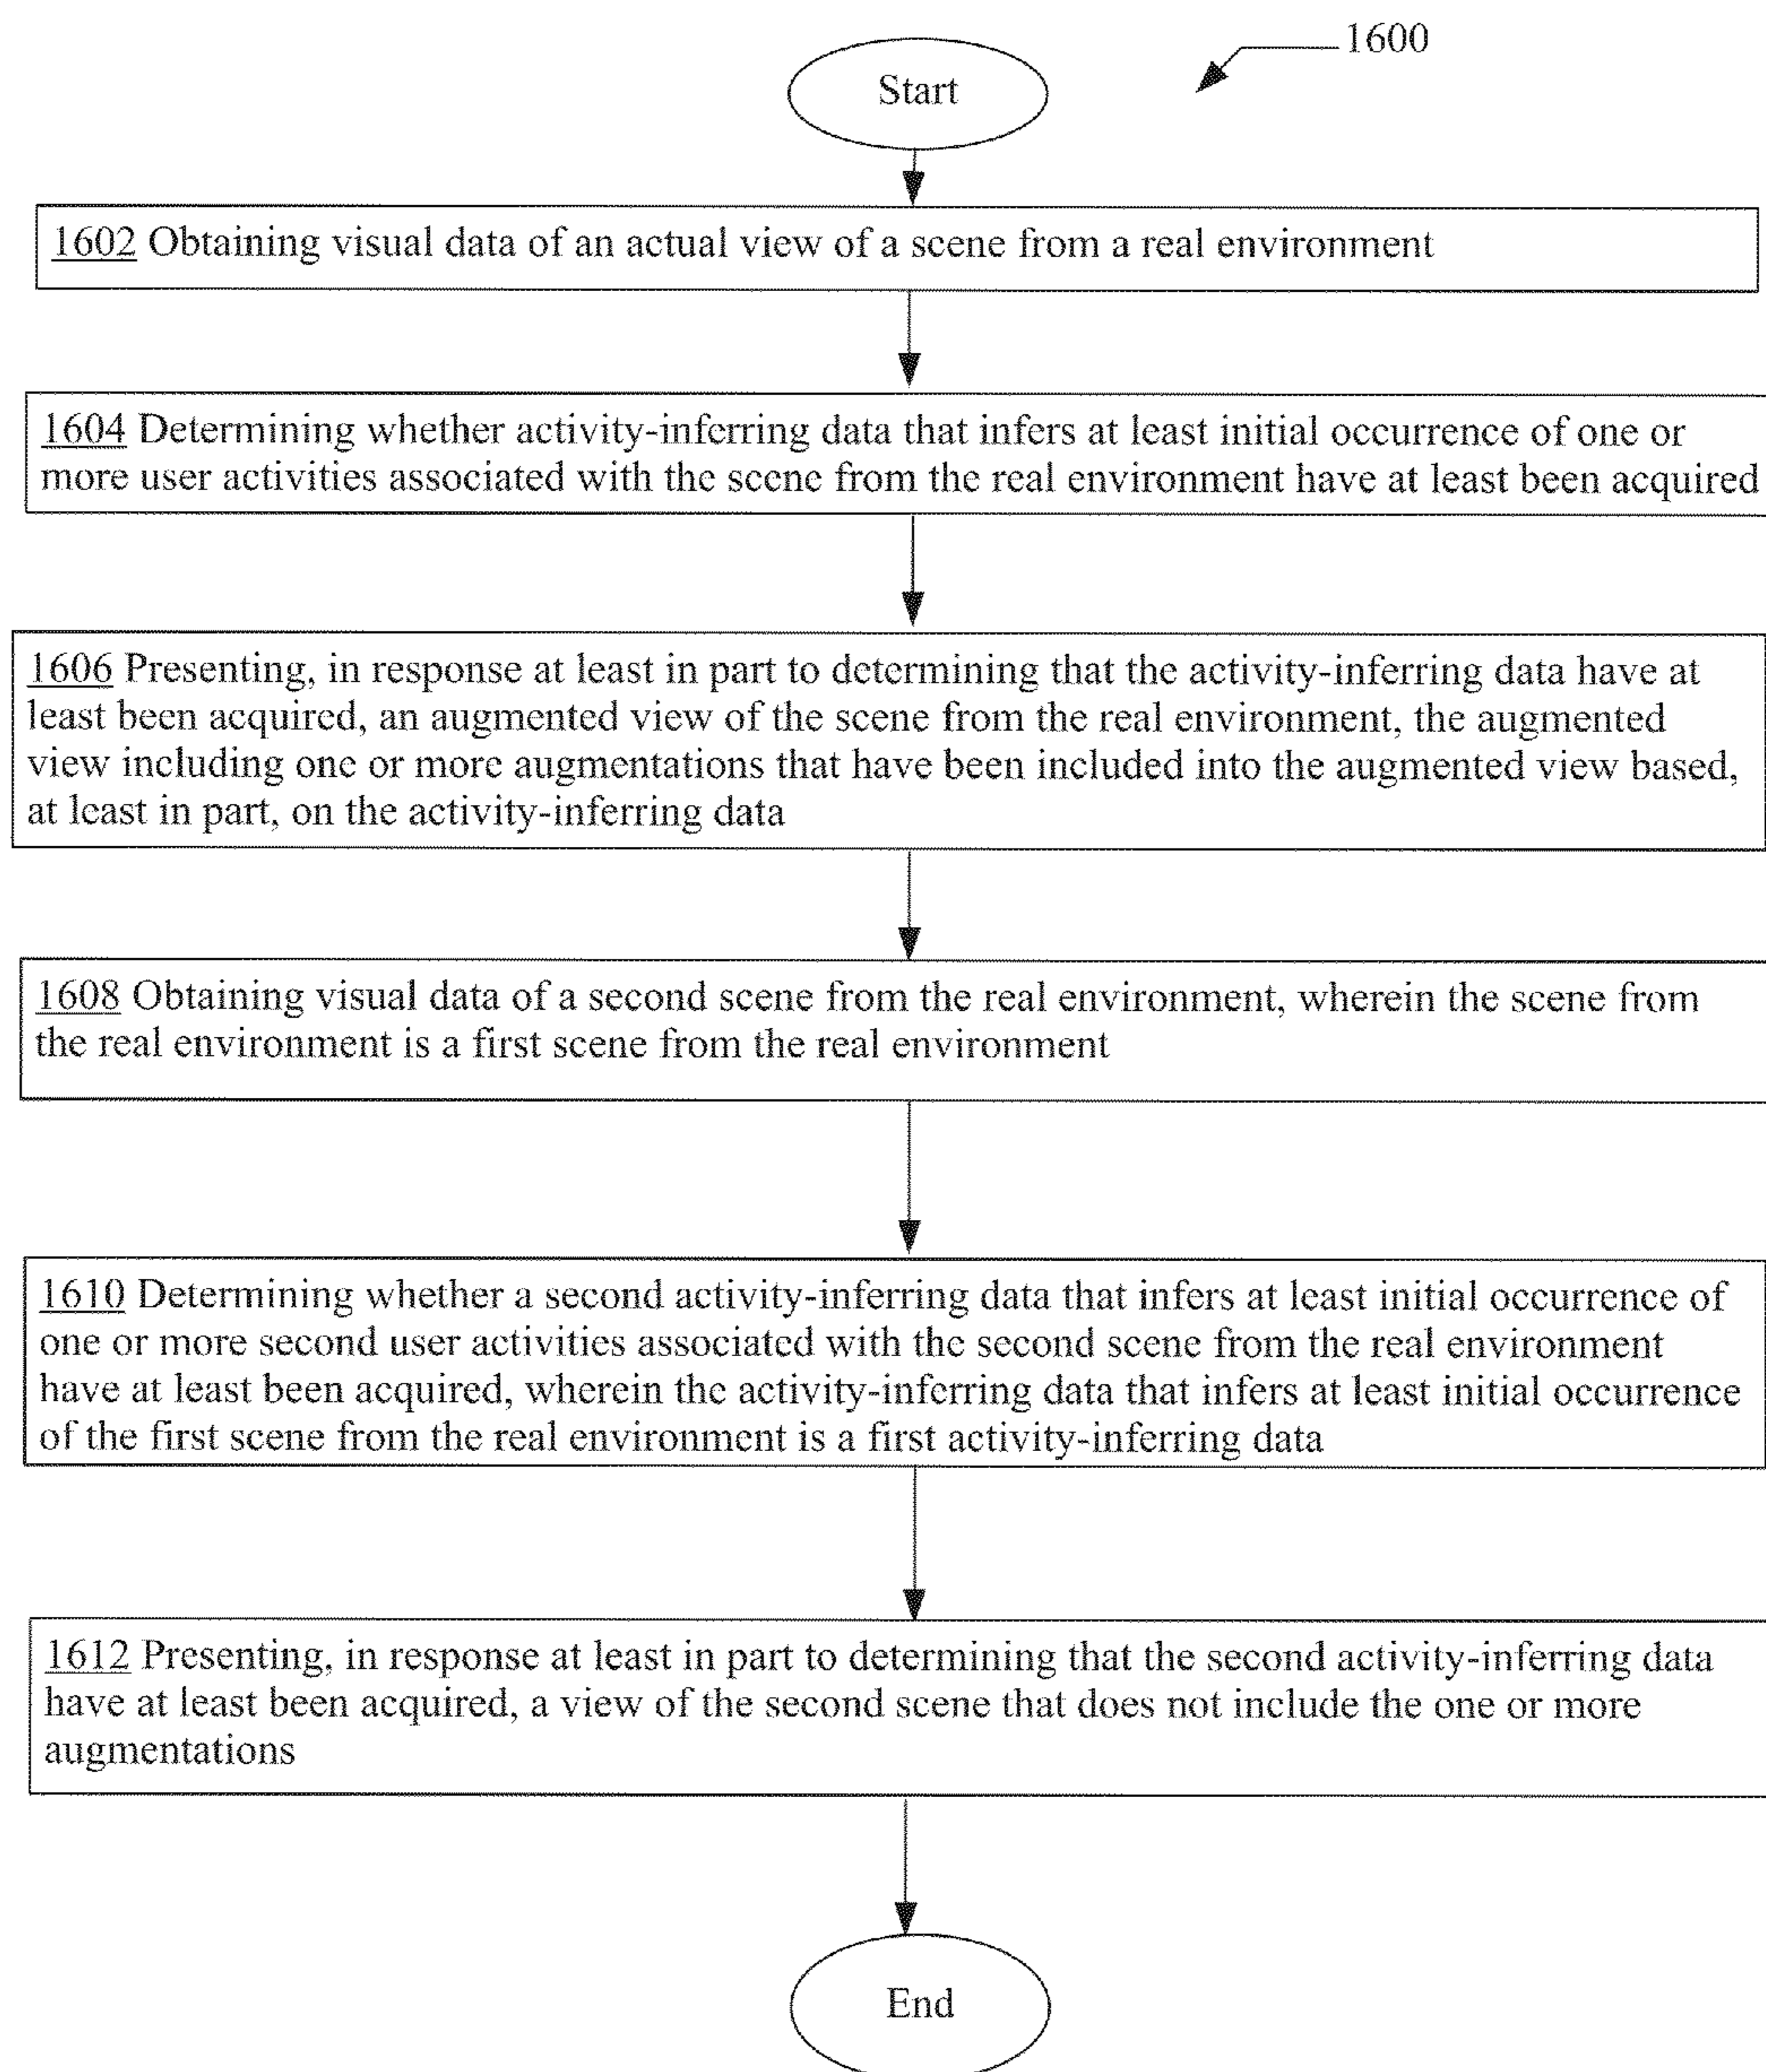 1600
Start
1602 Obtaining visual data of an actual view of a scene from a real environment
1604 Determining whether activity-inferring data that infers at least initial occurrence of one or
more user activities associated with the scene from the real environment have at least been acquired
1606 Presenting, in response at least in part to determining that the activity-inferring data have at
least been acquired, an augmented view of the scene from the real environment, the augmented
view including one or more augmentations that have been included into the augmented view based,
at least in part, on the activity-inferring data
1608 Obtaining visual data of a second scene from the real environment, wherein the scene from
the real environment is a first scene from the real environment
1610 Determining whether a second activity-inferring data that infers at least initial occurrence of
one or more second user activities associated with the second scene from the real environment
have at least been acquired, wherein the activity-inferring data that infers at least initial occurrence
of the first scene from the real environment is a first activity-inferring data
1612 Presenting, in response at least in part to determining that the second activity-inferring data
have at least been acquired, a view of the second scene that does not include the one or more
augmentations
End